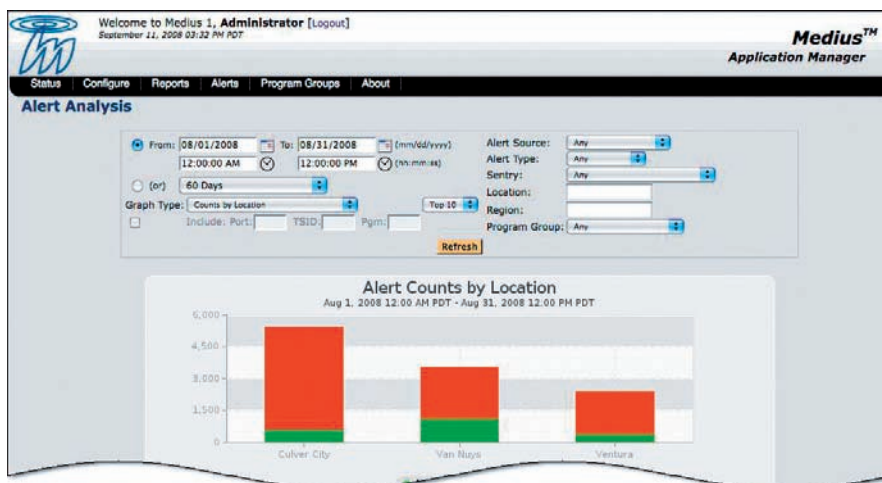 Welcome to Medius 1, Administrator [Logout]
September 11, 2008 03:32 PM PDT
Medius™
Application Manager
Status Configure Reports Alerts Program Groups About
Alert Analysis
From: 08/01/2008 To: 08/31/2008 (mm/dd/yyyy)
12:00:00 AM 12:00:00 PM (hh:mm:ss)
(or) 60 Days
Graph Type: Counts by Location Top 10
Include: Port: TSID: Pgm:
Alert Source: Any
Alert Type: Any
Sentry: Any
Location:
Region:
Program Group: Any
Refresh
Alert Counts by Location
Aug 1, 2008 12:00 AM PDT - Aug 31, 2008 12:00 PM PDT
6,000
4,500
3,000
1,500
0
Culver City Van Nuys Ventura